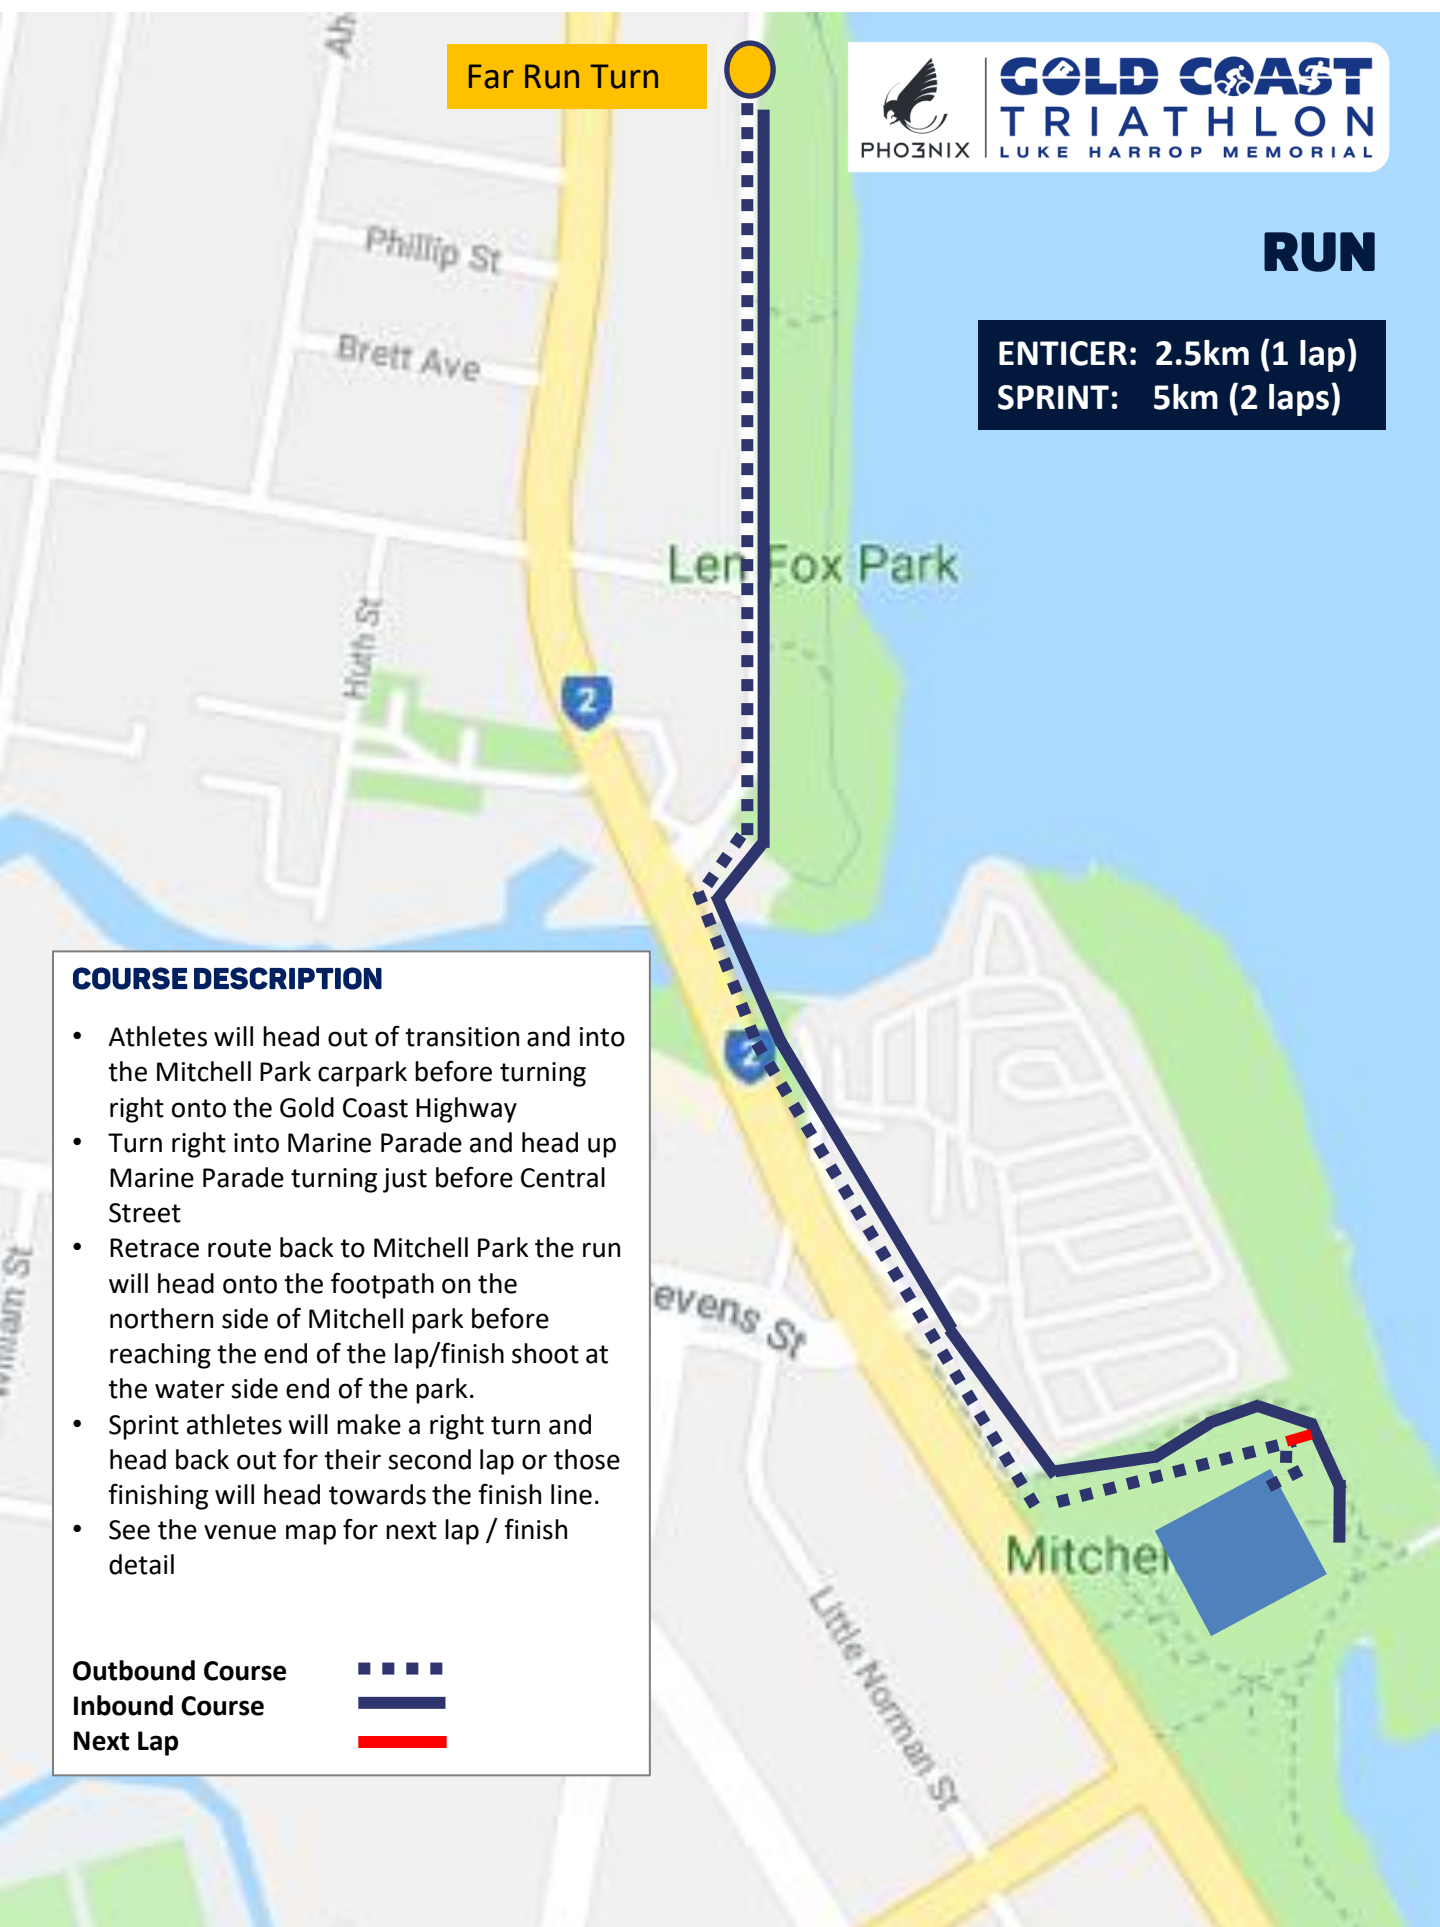 Ah
Far Run Turn
PHO3NIX
GOLD COAST
TRIATHLON
LUKE HARROP MEMORIAL
Phillip St
RUN
Brett Ave
ENTICER: 2.5km (1 lap)
SPRINT: 5km (2 laps)
Len Fox Park
Huth St
2
COURSE DESCRIPTION
• Athletes will head out of transition and into
the Mitchell Park carpark before turning
right onto the Gold Coast Highway
• Turn right into Marine Parade and head up
Marine Parade turning just before Central
Street
• Retrace route back to Mitchell Park the run
will head onto the footpath on the
northern side of Mitchell park before
reaching the end of the lap/finish shoot at
the water side end of the park.
• Sprint athletes will make a right turn and
head back out for their second lap or those
finishing will head towards the finish line.
• See the venue map for next lap / finish
detail
Outbound Course
Inbound Course
Next Lap
2
William St
evens St
Mitchel
Little Norman St